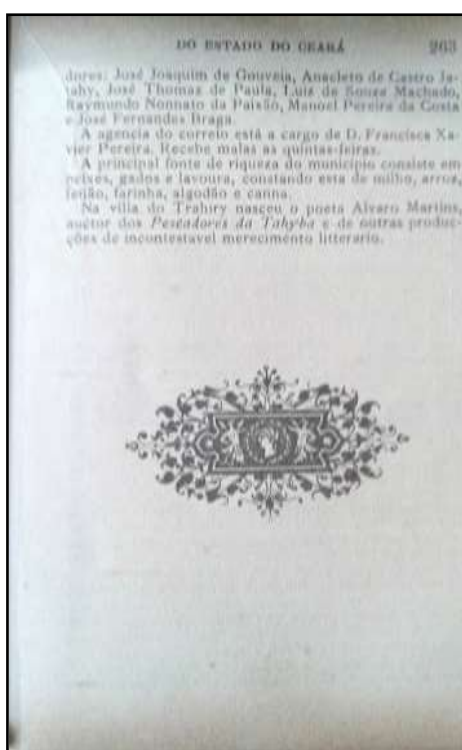 DO ESTADO DO CEARÁ 263
dores: José Joaquim de Gouveia, Anacleto de Castro Ja-
tahy, José Thomaz de Paula, Luiz de Souza Machado,
Raymundo Nonnato da Paixão, Manoel Pereira da Costa
e José Fernandes Braga.
A agencia do correio está a cargo de D. Francisca Xa-
vier Pereira. Recebe malas as quintas-feiras.
A principal fonte de riqueza do municipio consiste em
peixes, gados e lavoura, constando esta de milho, arroz,
feijão, farinha, algodão e canna.
Na villa do Trahiry nasceu o poeta Alvaro Martins,
auctor dos Pescadores da Tahyba e de outras produc-
ções de incontestavel merecimento litterario.